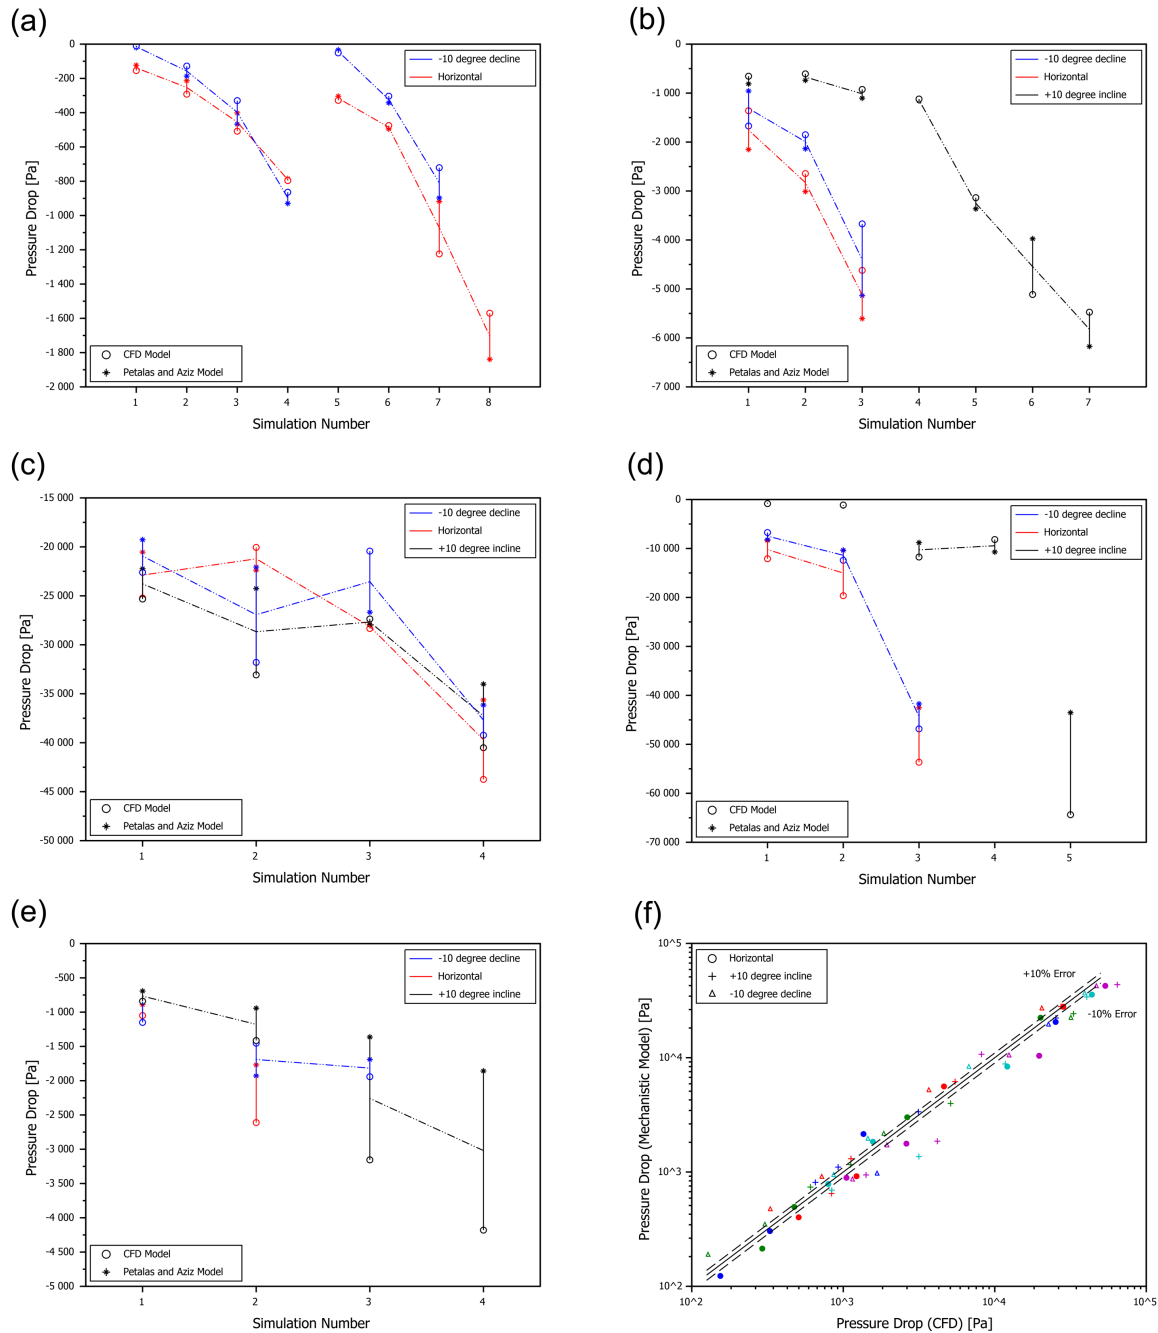 (a)
0
-200
-400
-600
-800
-1 000
-1 200
-1 400
-1 600
-1 800
-2 000
Pressure Drop [Pa]
-10 degree decline
Horizontal
CFD Model
Petalas and Aziz Model
1 2 3 4 5 6 7 8
Simulation Number
(b)
0
-1 000
-2 000
-3 000
-4 000
-5 000
-6 000
-7 000
Pressure Drop [Pa]
-10 degree decline
Horizontal
+10 degree incline
CFD Model
Petalas and Aziz Model
1 2 3 4 5 6 7
Simulation Number
(c)
-15 000
-20 000
-25 000
-30 000
-35 000
-40 000
-45 000
-50 000
Pressure Drop [Pa]
-10 degree decline
Horizontal
+10 degree incline
CFD Model
Petalas and Aziz Model
1 2 3 4
Simulation Number
(d)
0
-10 000
-20 000
-30 000
-40 000
-50 000
-60 000
-70 000
Pressure Drop [Pa]
-10 degree decline
Horizontal
+10 degree incline
CFD Model
Petalas and Aziz Model
1 2 3 4 5
Simulation Number
(e)
0
-500
-1 000
-1 500
-2 000
-2 500
-3 000
-3 500
-4 000
-4 500
-5 000
Pressure Drop [Pa]
-10 degree decline
Horizontal
+10 degree incline
CFD Model
Petalas and Aziz Model
1 2 3 4
Simulation Number
(f)
10^5
10^4
10^3
10^2
Pressure Drop (Mechanistic Model) [Pa]
Horizontal
+10 degree incline
-10 degree decline
+10% Error
-10% Error
10^2 10^3 10^4 10^5
Pressure Drop (CFD) [Pa]